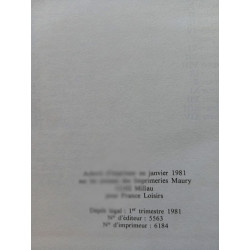 Achevé d'imprimer en janvier 1981
sur les presses des Imprimeries Maury
Millau
pour France Loisirs
Dépôt légal : 1er trimestre 1981
N° d'éditeur : 5563
N° d'imprimeur : 6184